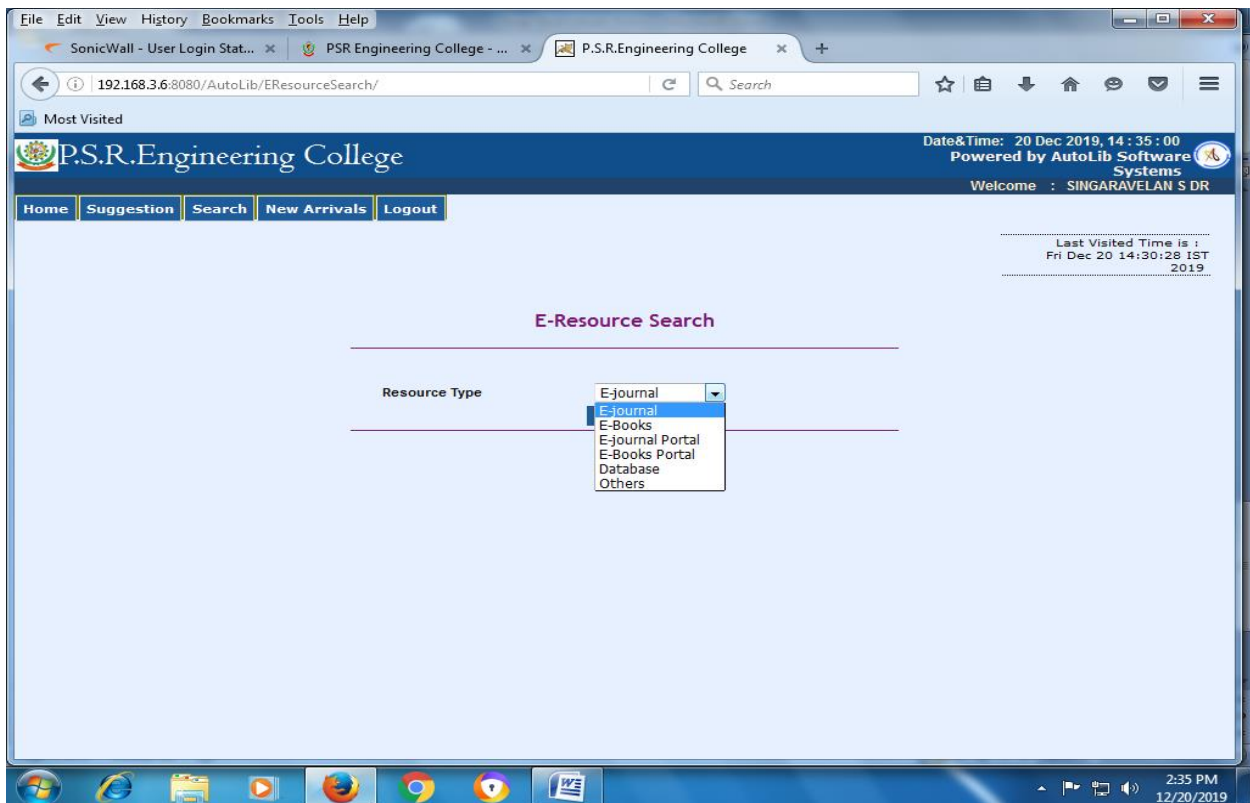 File Edit View History Bookmarks Tools Help
SonicWall - User Login Stat... × PSR Engineering College - ... × P.S.R.Engineering College × +
192.168.3.6:8080/AutoLib/EResourceSearch/ Search
Most Visited
P.S.R.Engineering College
Date&Time: 20 Dec 2019, 14 : 35 : 00
Powered by AutoLib Software
Systems
Welcome : SINGARAVELAN S DR
Home Suggestion Search New Arrivals Logout
Last Visited Time is :
Fri Dec 20 14:30:28 IST
2019
E-Resource Search
Resource Type E-journal
E-journal
E-Books
E-journal Portal
E-Books Portal
Database
Others
2:35 PM
12/20/2019